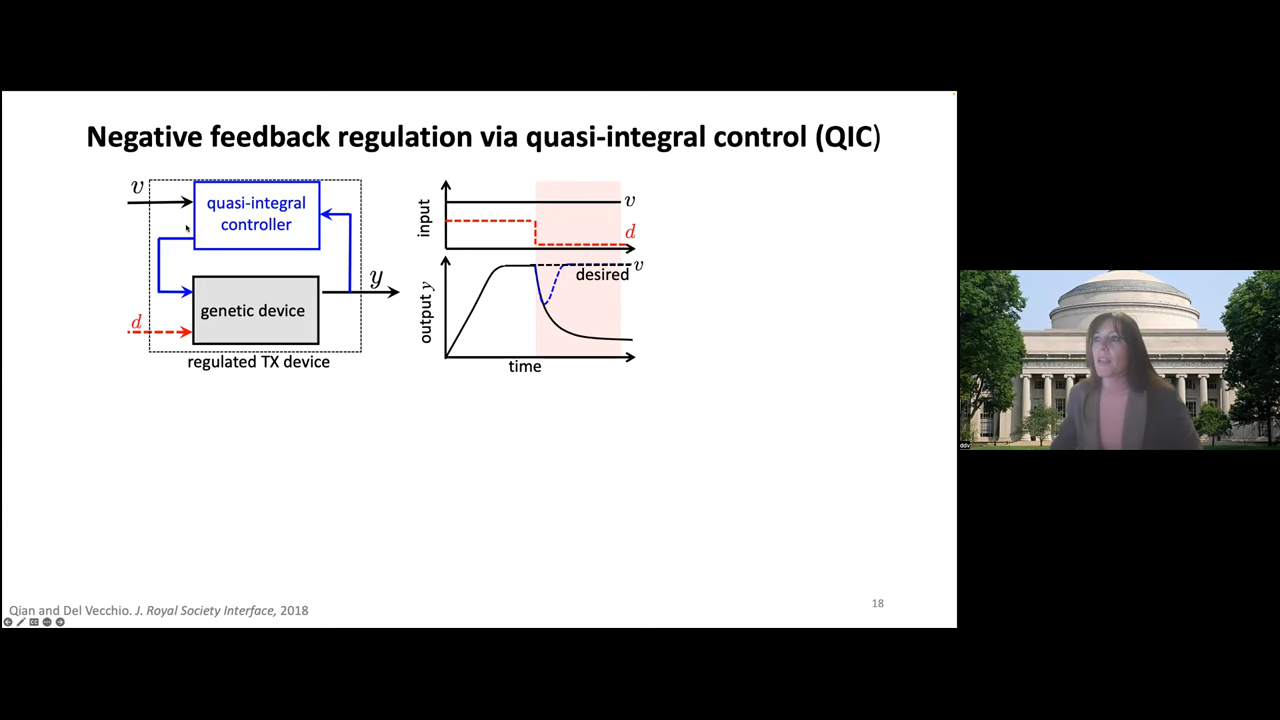 Negative feedback regulation via quasi-integral control (QIC)
v
quasi-integral
controller
y
genetic device
d
regulated TX device
input
v
d
output y
v
desired
time
Qian and Del Vecchio. J. Royal Society Interface, 2018
18
ddv